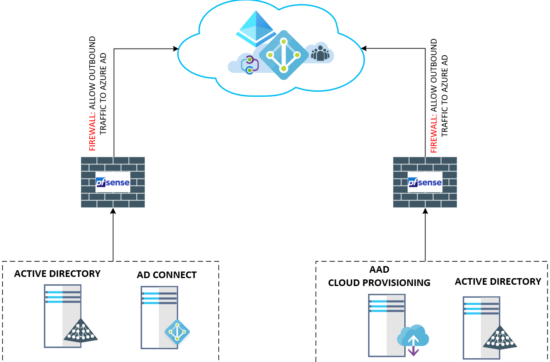 FIREWALL: ALLOW OUTBOUND
TRAFFIC TO AZURE AD
FIREWALL: ALLOW OUTBOUND
TRAFFIC TO AZURE AD
pfsense
pfsense
ACTIVE DIRECTORY
AD CONNECT
AAD
CLOUD PROVISIONING
ACTIVE DIRECTORY